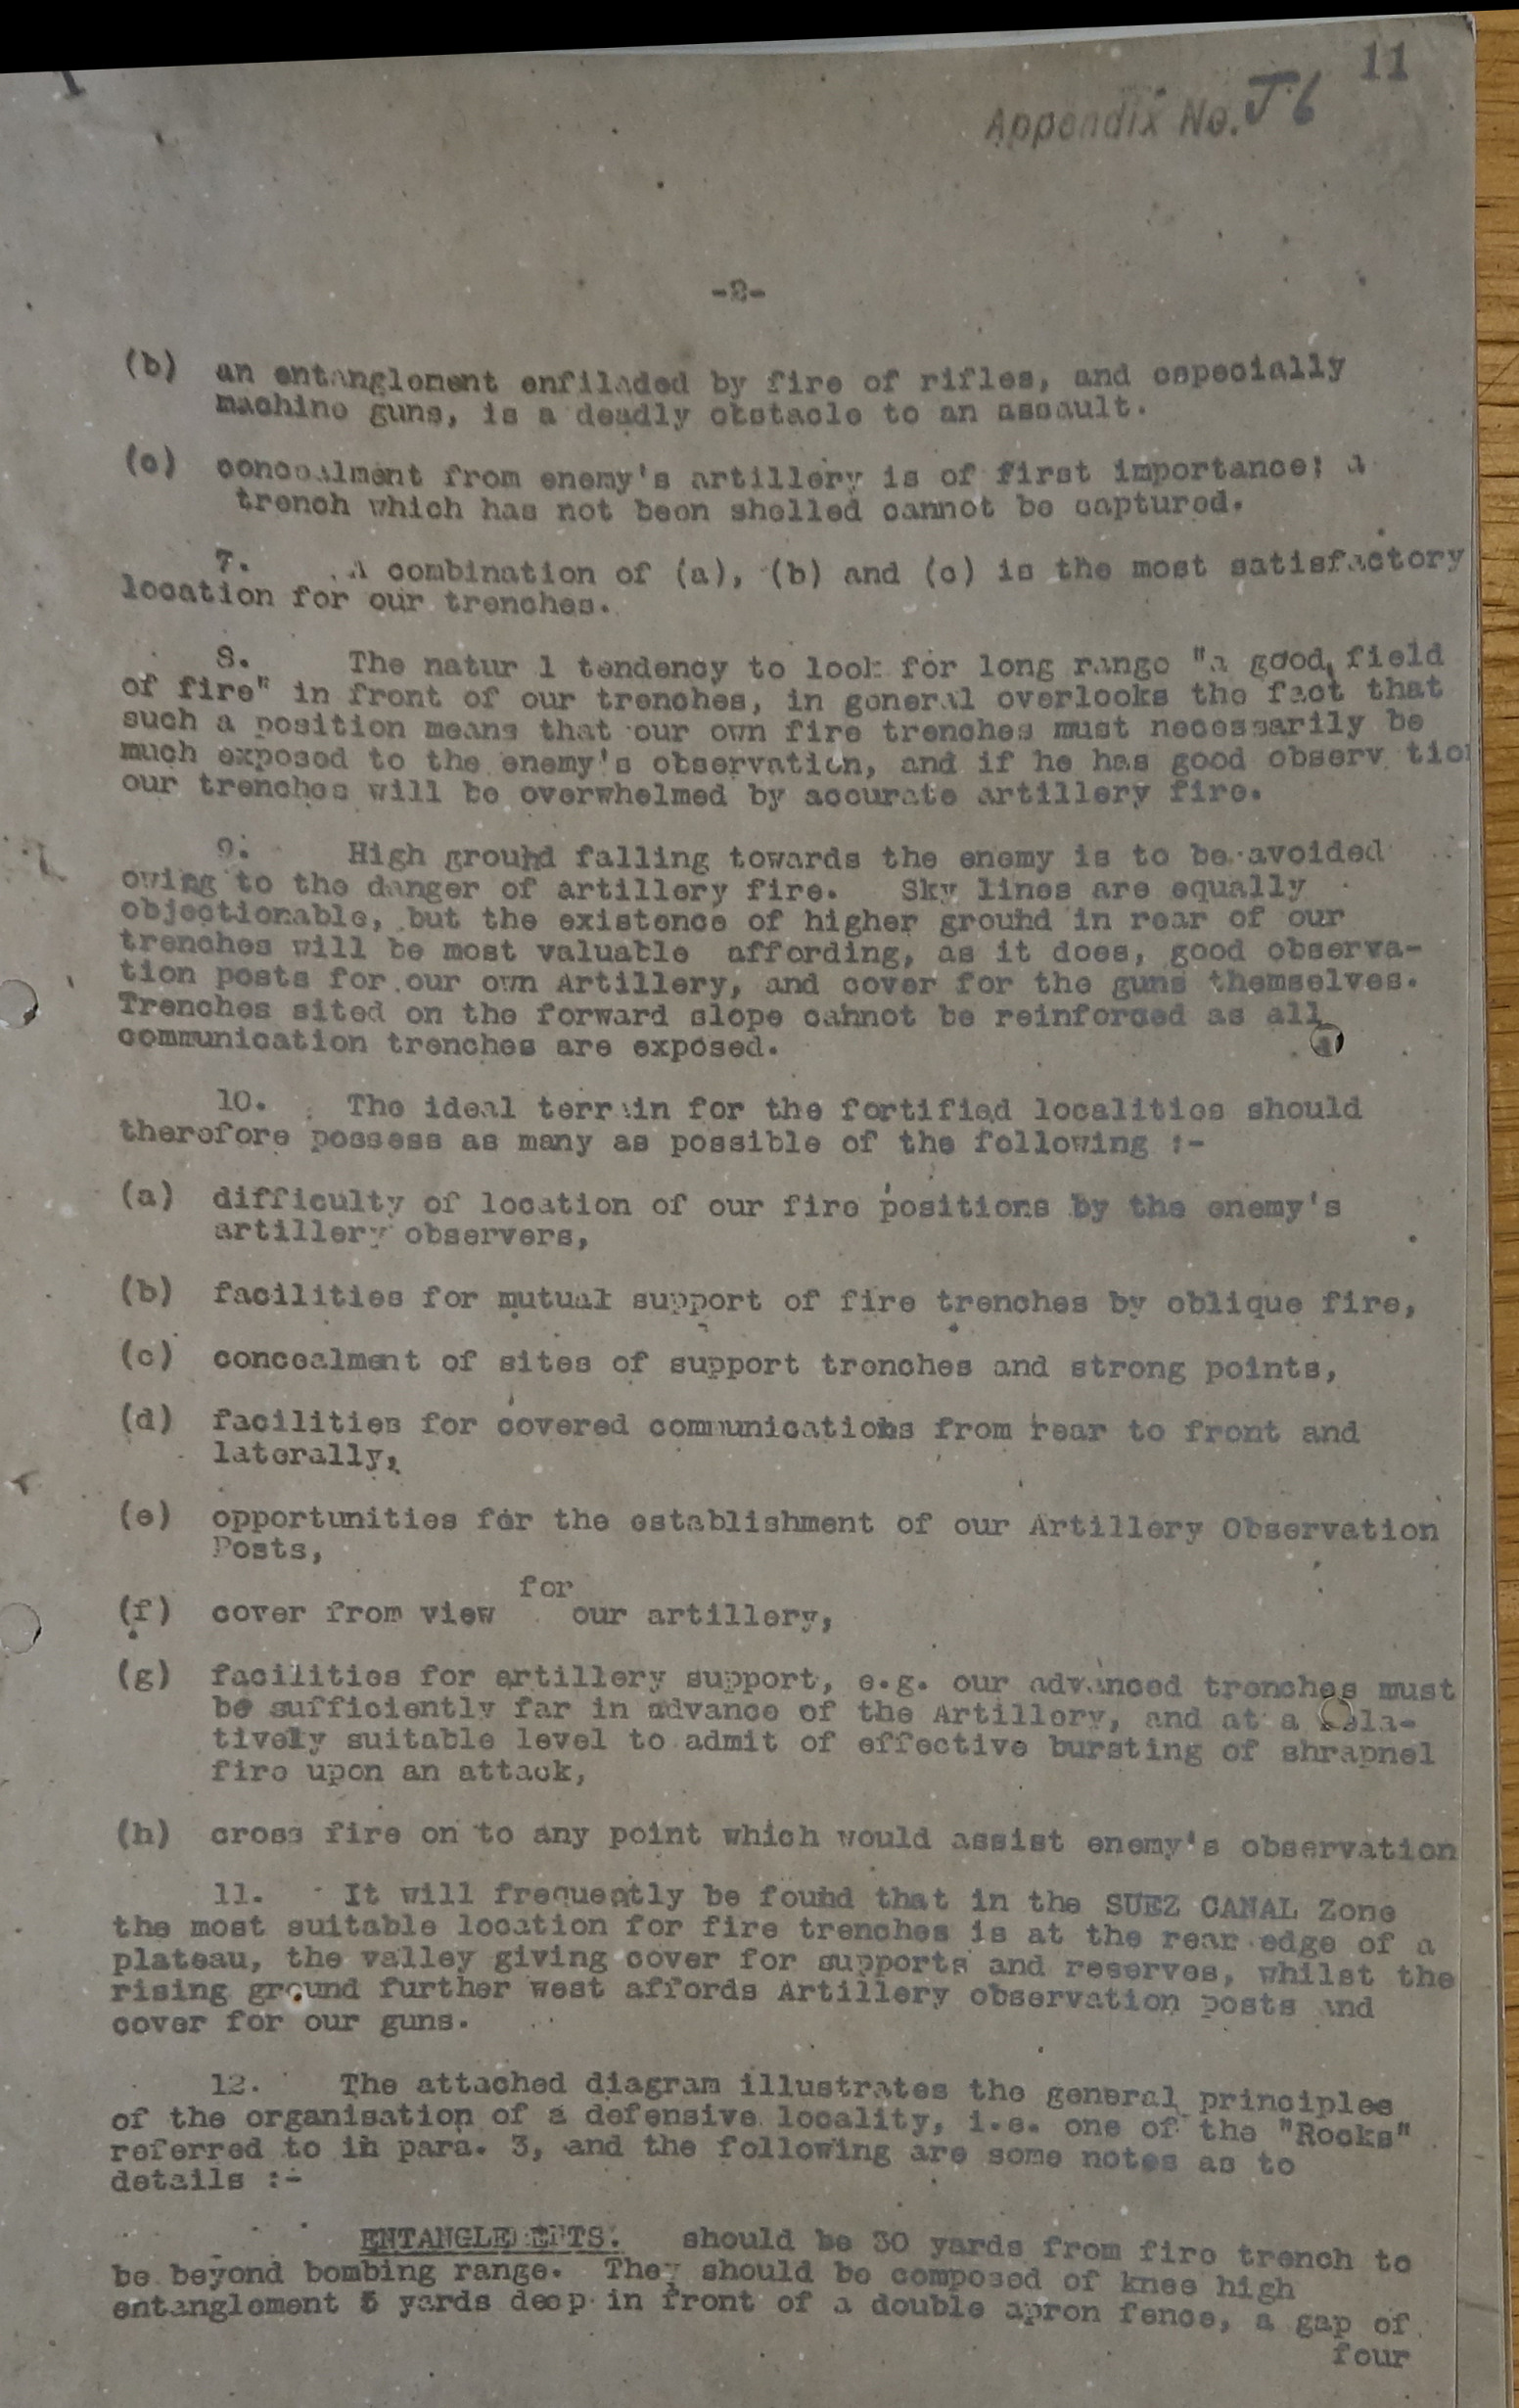 11
Appendix No. J6
-2-
(b) an entanglement enfiladed by fire of rifles, and especially
machine guns, is a deadly obstacle to an assault.
(c) concealment from enemy's artillery is of first importance; a
trench which has not been shelled cannot be captured.
7. A combination of (a), (b) and (c) is the most satisfactory
location for our trenches.
8. The natur l tendency to look for long range "a good field
of fire" in front of our trenches, in general overlooks the fact that
such a position means that our own fire trenches must necessarily be
much exposed to the enemy's observation, and if he has good observ tion
our trenches will be overwhelmed by accurate artillery fire.
9. High ground falling towards the enemy is to be avoided
owing to the danger of artillery fire. Sky lines are equally
objectionable, but the existence of higher ground in rear of our
trenches will be most valuable affording, as it does, good observa-
tion posts for our own Artillery, and cover for the guns themselves.
Trenches sited on the forward slope cannot be reinforced as all
communication trenches are exposed.
10. The ideal terrain for the fortified localities should
therefore possess as many as possible of the following :-
(a) difficulty of location of our fire positions by the enemy's
artillery observers,
(b) facilities for mutual support of fire trenches by oblique fire,
(c) concealment of sites of support trenches and strong points,
(d) facilities for covered communications from rear to front and
laterally,
(e) opportunities for the establishment of our Artillery Observation
Posts,
for
(f) cover from view our artillery,
(g) facilities for artillery support, e.g. our advanced trenches must
be sufficiently far in advance of the Artillery, and at a rela-
tively suitable level to admit of effective bursting of shrapnel
fire upon an attack,
(h) cross fire on to any point which would assist enemy's observation
11. It will frequently be found that in the SUEZ CANAL Zone
the most suitable location for fire trenches is at the rear edge of a
plateau, the valley giving cover for supports and reserves, whilst the
rising ground further west affords Artillery observation posts and
cover for our guns.
12. The attached diagram illustrates the general principles
of the organisation of a defensive locality, i.e. one of the "Rocks"
referred to in para. 3, and the following are some notes as to
details :-
ENTANGLEMENTS. should be 30 yards from fire trench to
be beyond bombing range. They should be composed of knee high
entanglement 5 yards deep in front of a double apron fence, a gap of
four